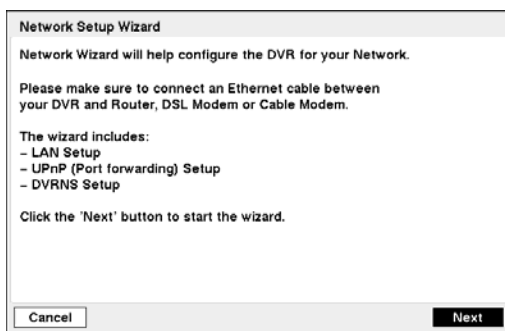 Network Setup Wizard
Network Wizard will help configure the DVR for your Network.
Please make sure to connect an Ethernet cable between
your DVR and Router, DSL Modem or Cable Modem.
The wizard includes:
– LAN Setup
– UPnP (Port forwarding) Setup
– DVRNS Setup
Click the 'Next' button to start the wizard.
Cancel
Next